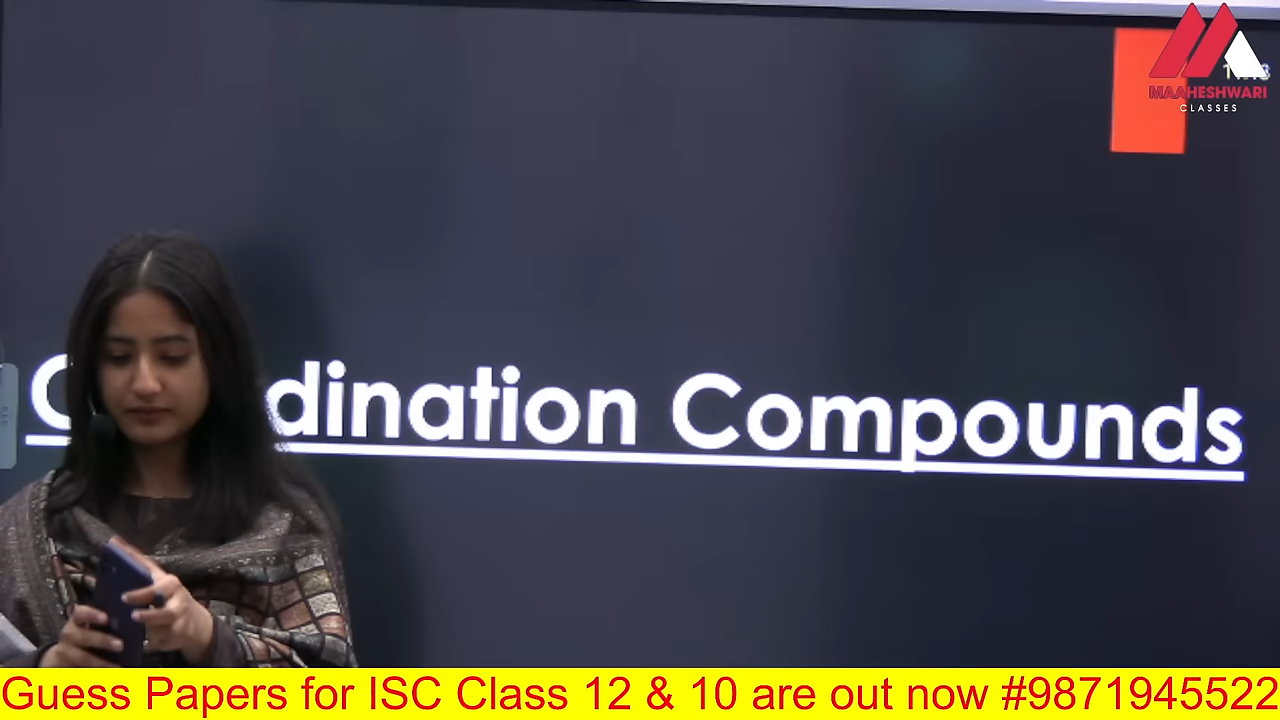 MAAHESHWARI
CLASSES
dination Compounds
Guess Papers for ISC Class 12 & 10 are out now #9871945522